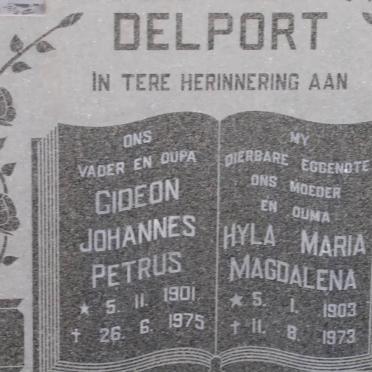 DELPORT
IN TERE HERINNERING AAN
ONS
VADER EN OUPA
GIDEON
JOHANNES
PETRUS
★ 5. 11. 1901
† 26. 6. 1975
MY
DIERBARE EGGENOTE
ONS MOEDER
EN OUMA
HYLA MARIA
MAGDALENA
★ 5. 1. 1903
† 11. 8. 1973